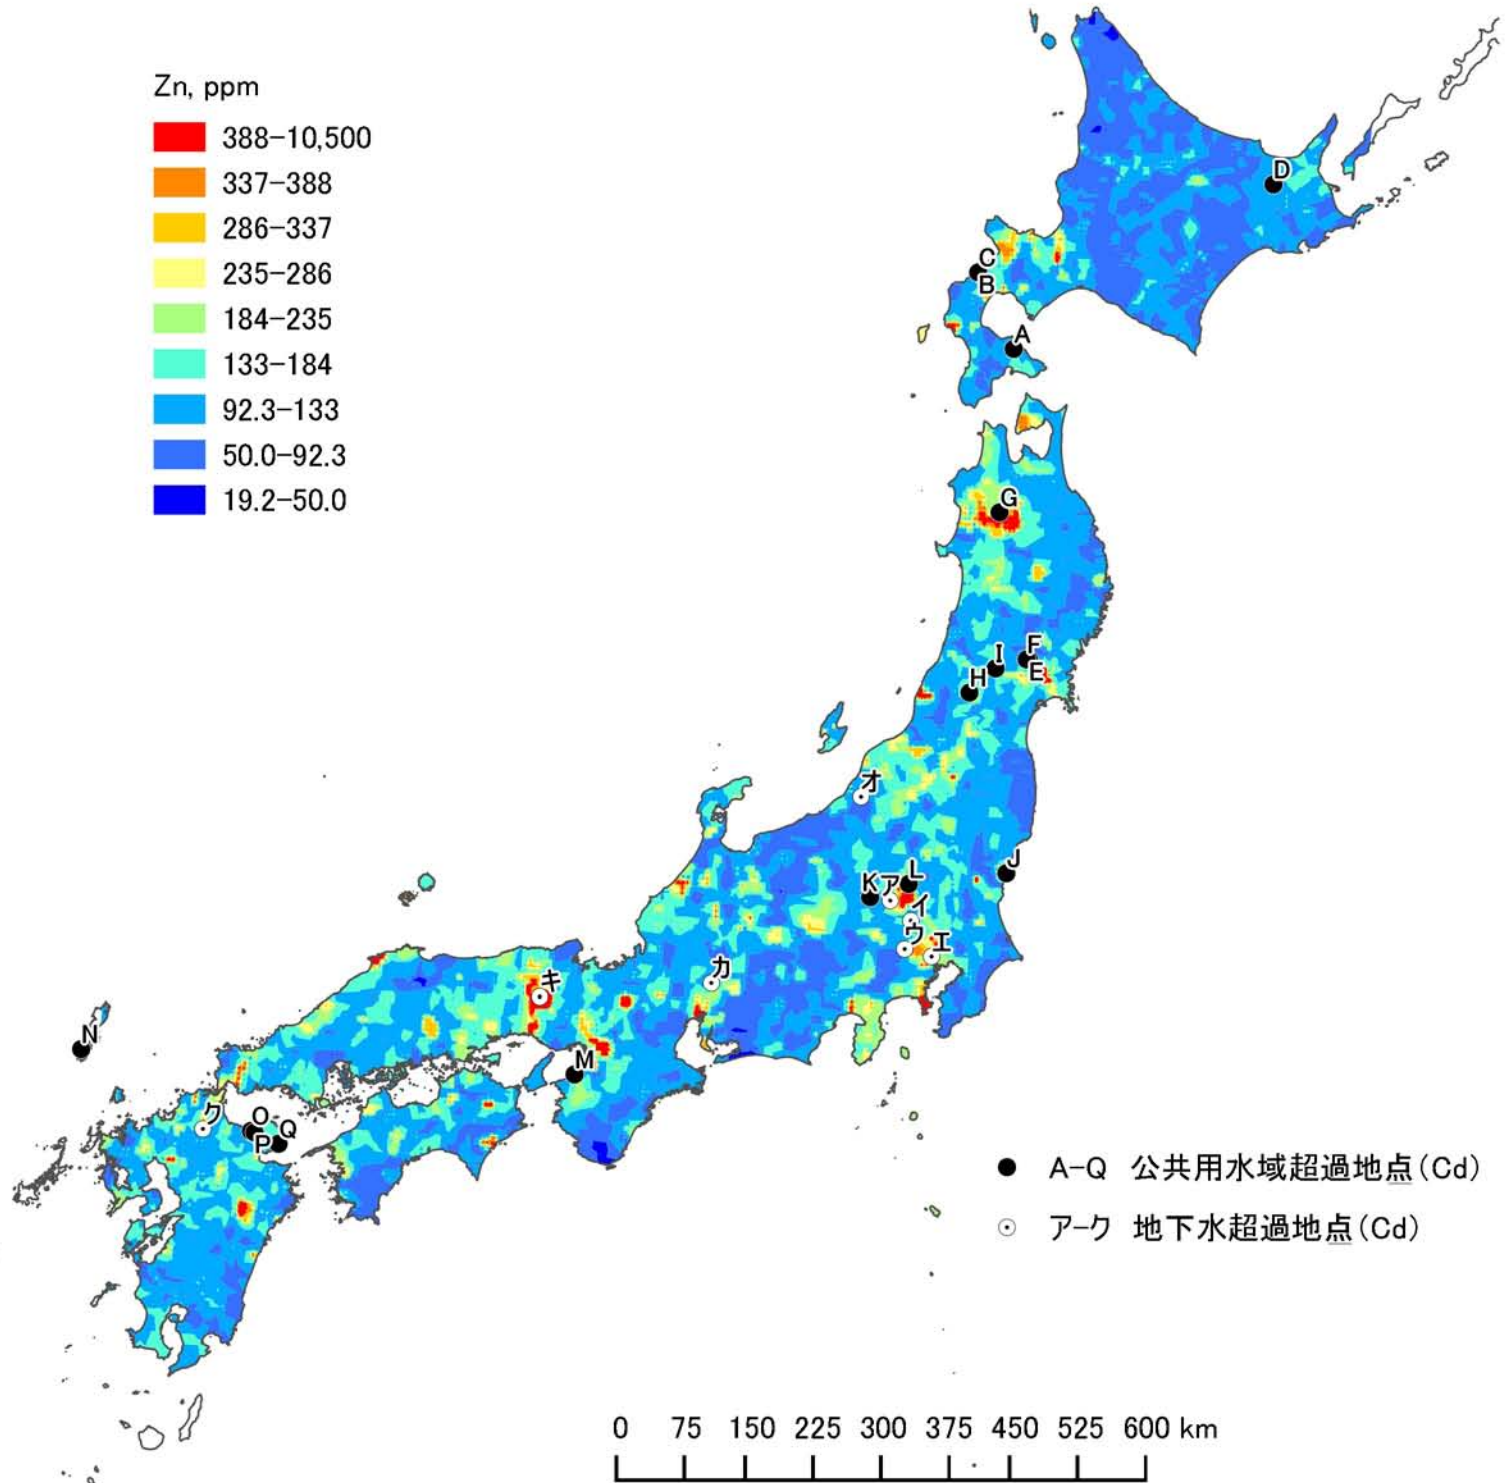 Zn, ppm
388-10,500
337-388
286-337
235-286
184-235
133-184
92.3-133
50.0-92.3
19.2-50.0
D
C
B
A
G
F
I
E
H
オ
J
L
K ア
イ
ウ エ
カ
キ
N
M
ク O
P Q
A-Q 公共用水域超過地点(Cd)
ア-ク 地下水超過地点(Cd)
0 75 150 225 300 375 450 525 600 km